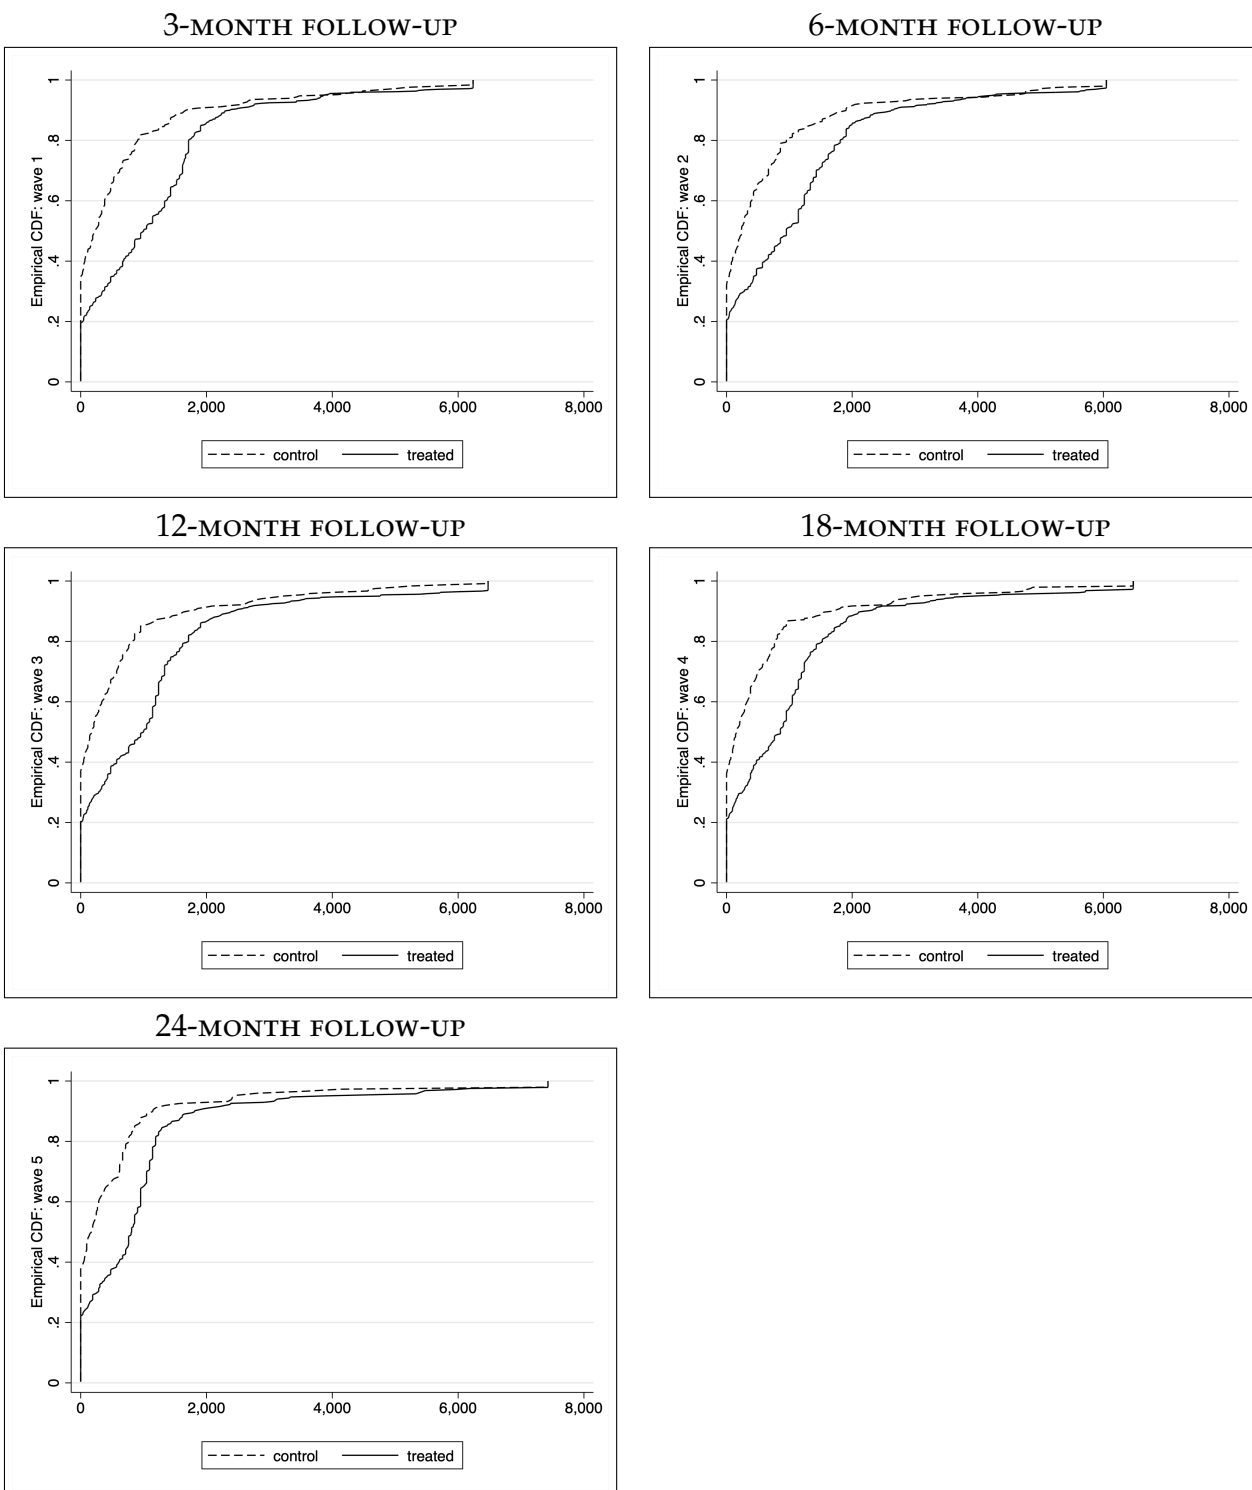 3-MONTH FOLLOW-UP
Empirical CDF: wave 1
1
.8
.6
.4
.2
0
0 2,000 4,000 6,000 8,000
control treated
6-MONTH FOLLOW-UP
Empirical CDF: wave 2
1
.8
.6
.4
.2
0
0 2,000 4,000 6,000 8,000
control treated
12-MONTH FOLLOW-UP
Empirical CDF: wave 3
1
.8
.6
.4
.2
0
0 2,000 4,000 6,000 8,000
control treated
18-MONTH FOLLOW-UP
Empirical CDF: wave 4
1
.8
.6
.4
.2
0
0 2,000 4,000 6,000 8,000
control treated
24-MONTH FOLLOW-UP
Empirical CDF: wave 5
1
.8
.6
.4
.2
0
0 2,000 4,000 6,000 8,000
control treated